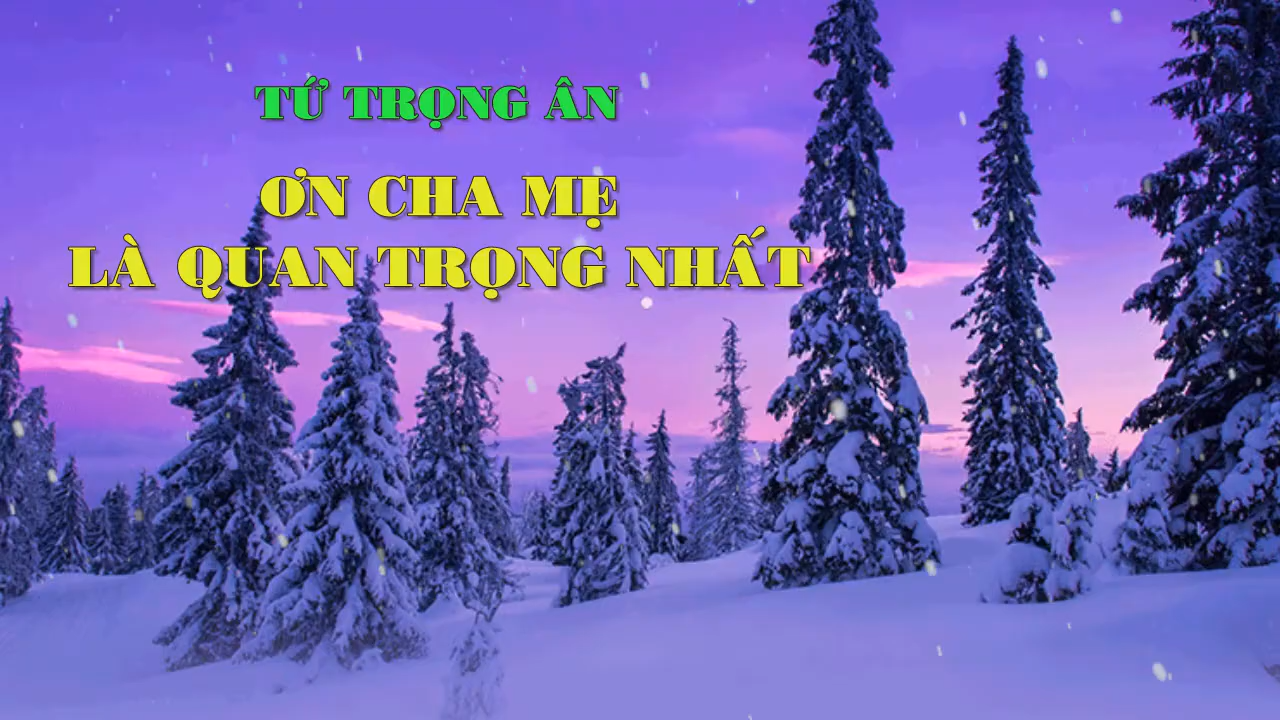 TỨ TRỌNG ÂN
ƠN CHA MẸ
LÀ QUAN TRỌNG NHẤT